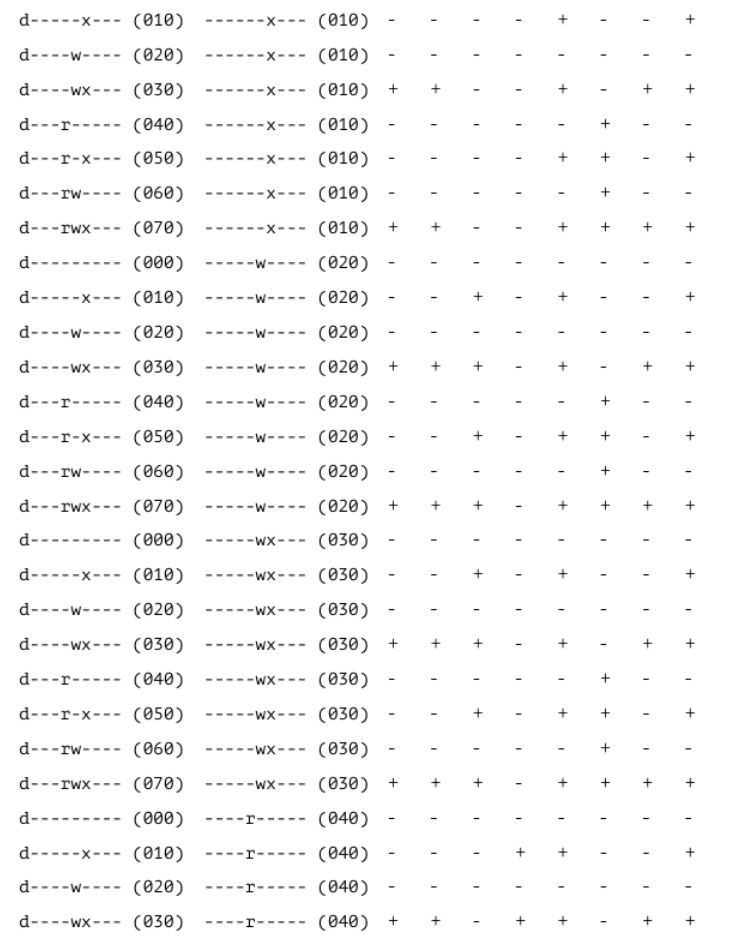 d-----x--- (010) ------x--- (010) - - - - + - - +
d----w---- (020) ------x--- (010) - - - - - - - -
d----wx--- (030) ------x--- (010) + + - - + - + +
d---r----- (040) ------x--- (010) - - - - - + - -
d---r-x--- (050) ------x--- (010) - - - - + + - +
d---rw---- (060) ------x--- (010) - - - - - + - -
d---rwx--- (070) ------x--- (010) + + - - + + + +
d--------- (000) -----w---- (020) - - - - - - - -
d-----x--- (010) -----w---- (020) - - + - + - - +
d----w---- (020) -----w---- (020) - - - - - - - -
d----wx--- (030) -----w---- (020) + + + - + - + +
d---r----- (040) -----w---- (020) - - - - - + - -
d---r-x--- (050) -----w---- (020) - - + - + + - +
d---rw---- (060) -----w---- (020) - - - - - + - -
d---rwx--- (070) -----w---- (020) + + + - + + + +
d--------- (000) -----wx--- (030) - - - - - - - -
d-----x--- (010) -----wx--- (030) - - + - + - - +
d----w---- (020) -----wx--- (030) - - - - - - - -
d----wx--- (030) -----wx--- (030) + + + - + - + +
d---r----- (040) -----wx--- (030) - - - - - + - -
d---r-x--- (050) -----wx--- (030) - - + - + + - +
d---rw---- (060) -----wx--- (030) - - - - - + - -
d---rwx--- (070) -----wx--- (030) + + + - + + + +
d--------- (000) ----r----- (040) - - - - - - - -
d-----x--- (010) ----r----- (040) - - - + + - - +
d----w---- (020) ----r----- (040) - - - - - - - -
d----wx--- (030) ----r----- (040) + + - + + - + +